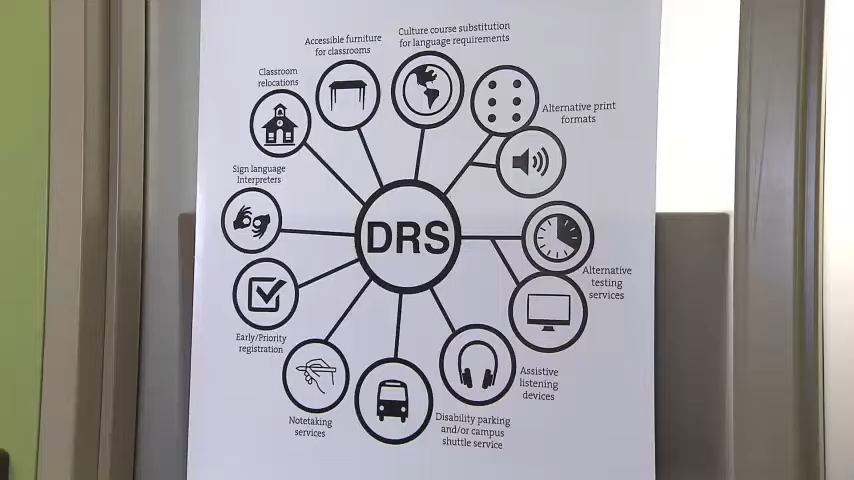 Culture course substitution
for language requirements
Accessible furniture
for classrooms
Classroom
relocations
Alternative print
formats
Sign language
Interpreters
DRS
Alternative
testing
services
Early/Priority
registration
Assistive
listening
devices
Notetaking
services
Disability parking
and/or campus
shuttle service